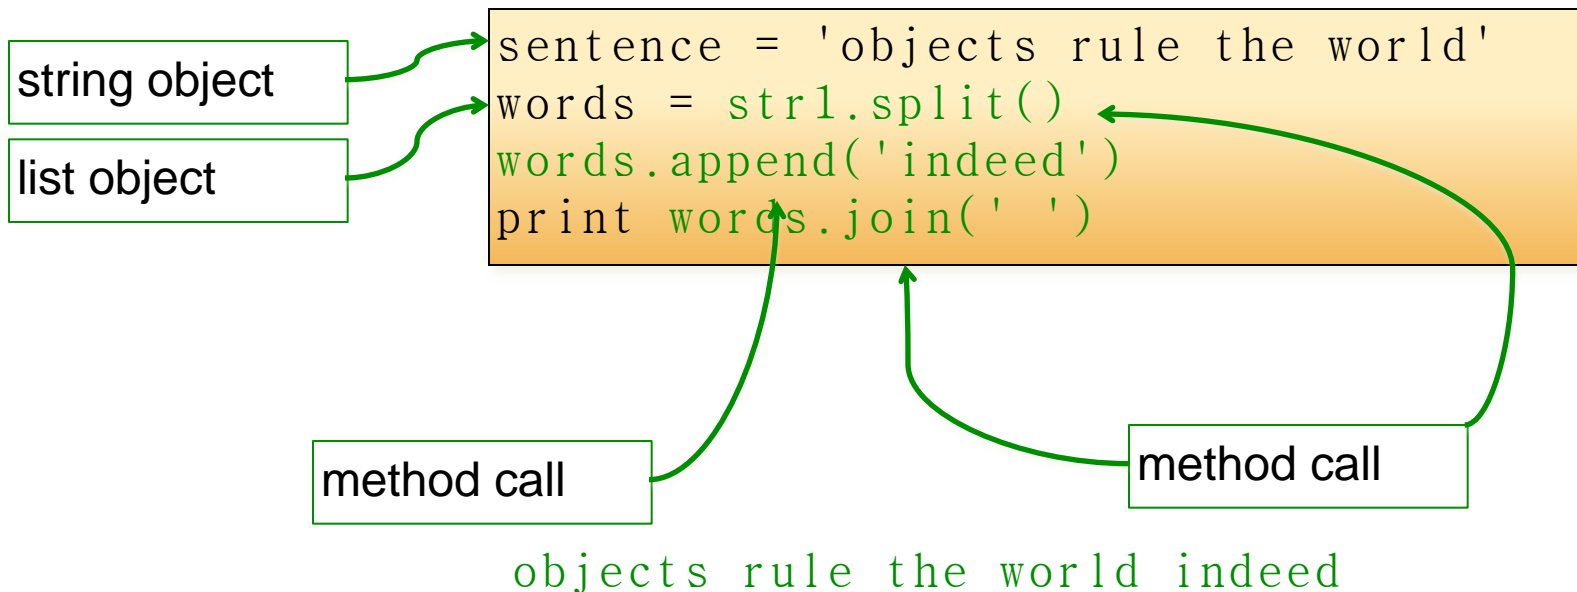 sentence = 'objects rule the world'
string object
words = str1.split()
words.append('indeed')
list object
print words.join(' ')
method call
method call
objects rule the world indeed